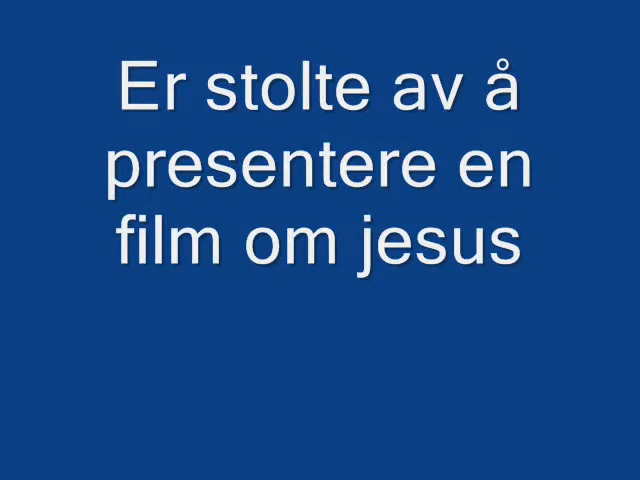 Er stolte av å
presentere en
film om jesus